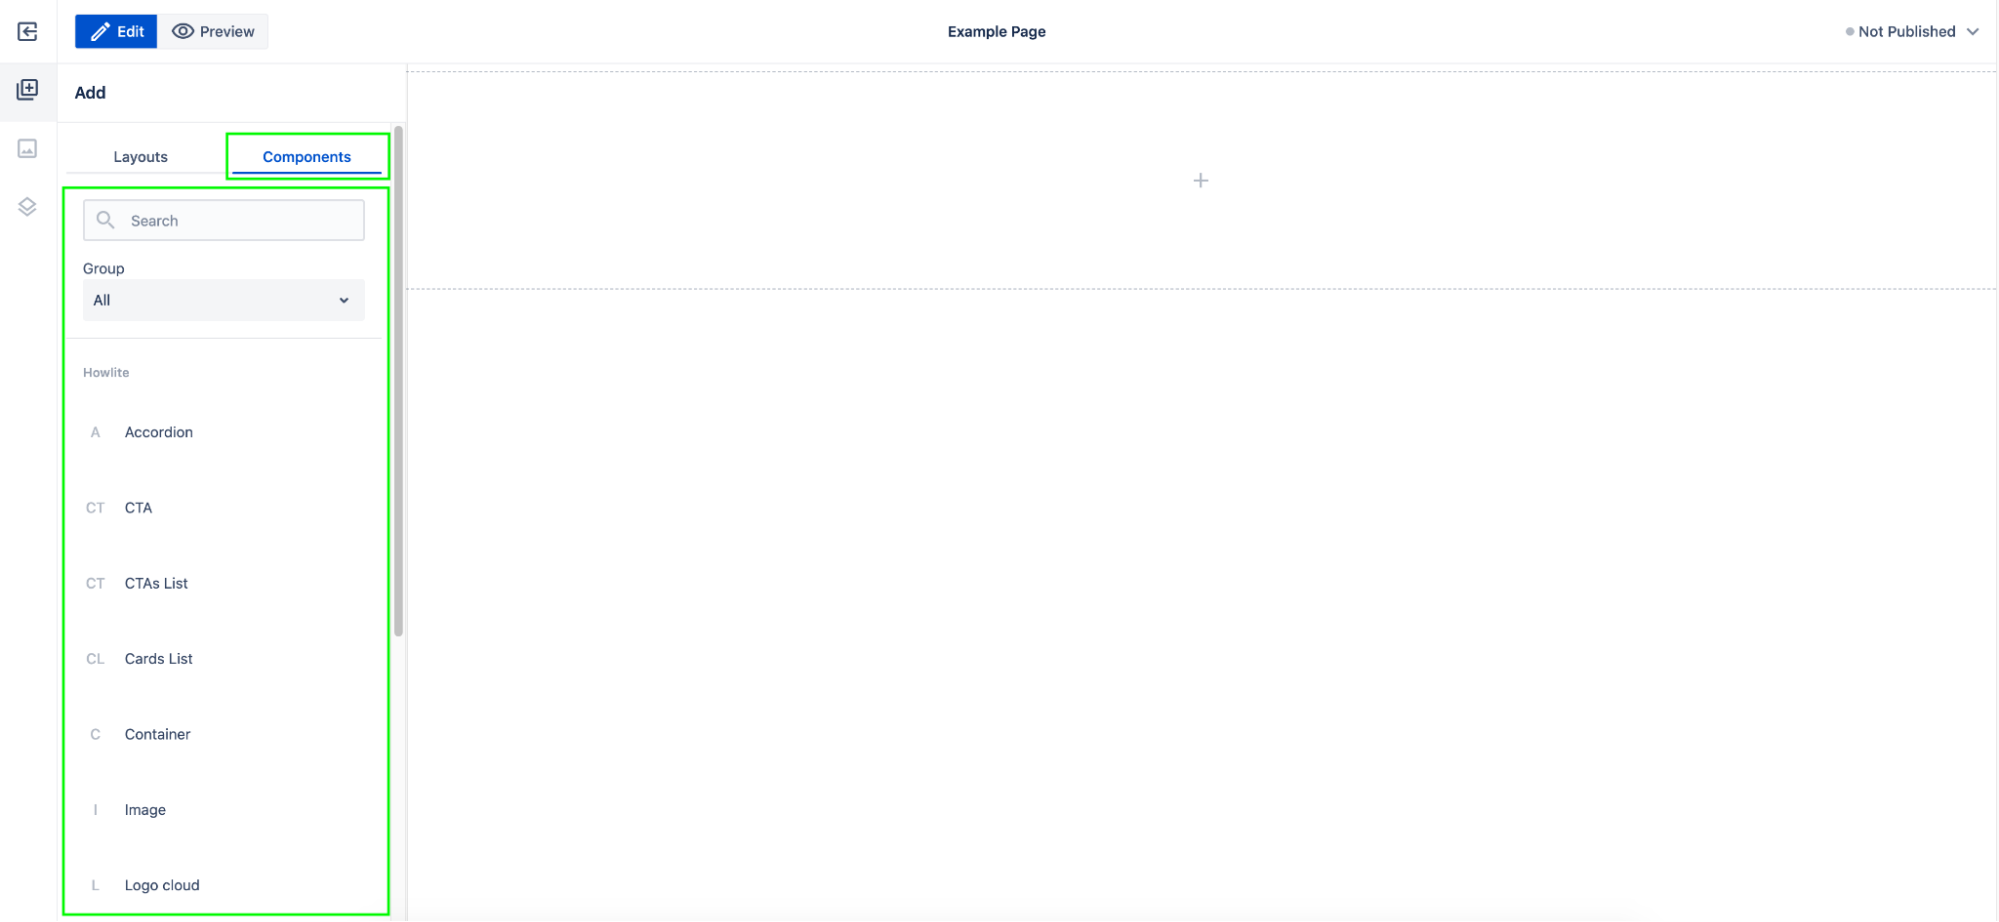 Edit
Preview
Example Page
Not Published
Add
Layouts
Components
Search
Group
All
Howlite
A Accordion
CT CTA
CT CTAs List
CL Cards List
C Container
I Image
L Logo cloud